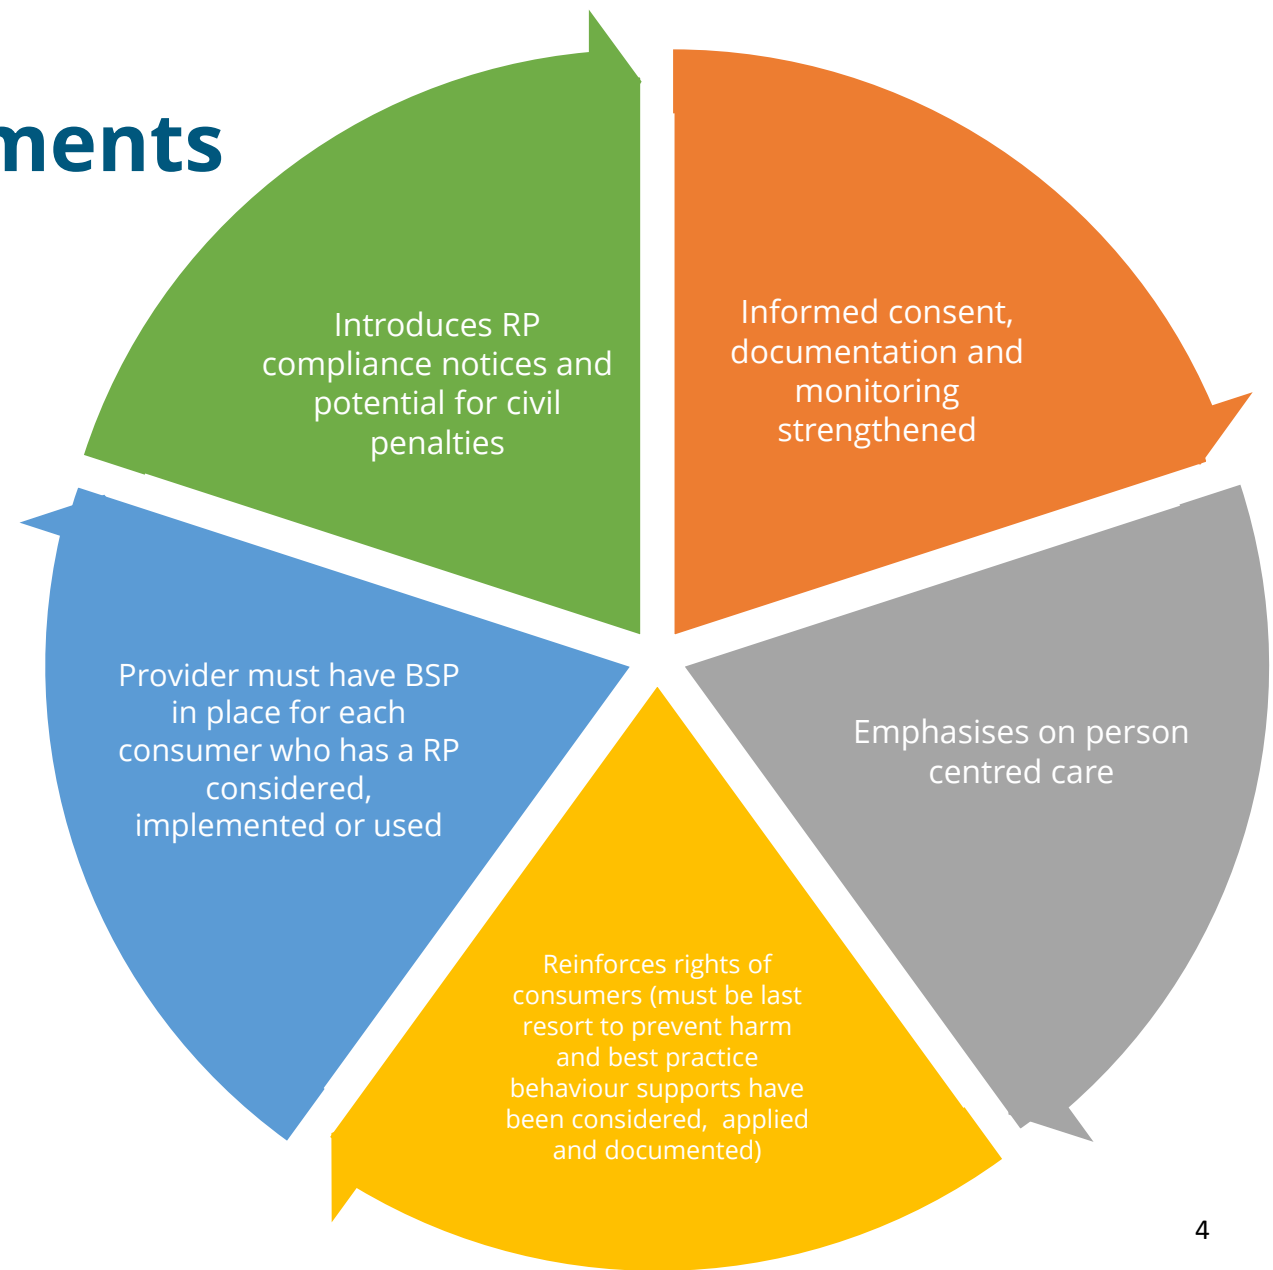 ments
Introduces RP
compliance notices and
potential for civil
penalties
Informed consent,
documentation and
monitoring
strengthened
Emphasises on person
centred care
Reinforces rights of
consumers (must be last
resort to prevent harm
and best practice
behaviour supports have
been considered, applied
and documented)
Provider must have BSP
in place for each
consumer who has a RP
considered,
implemented or used
4